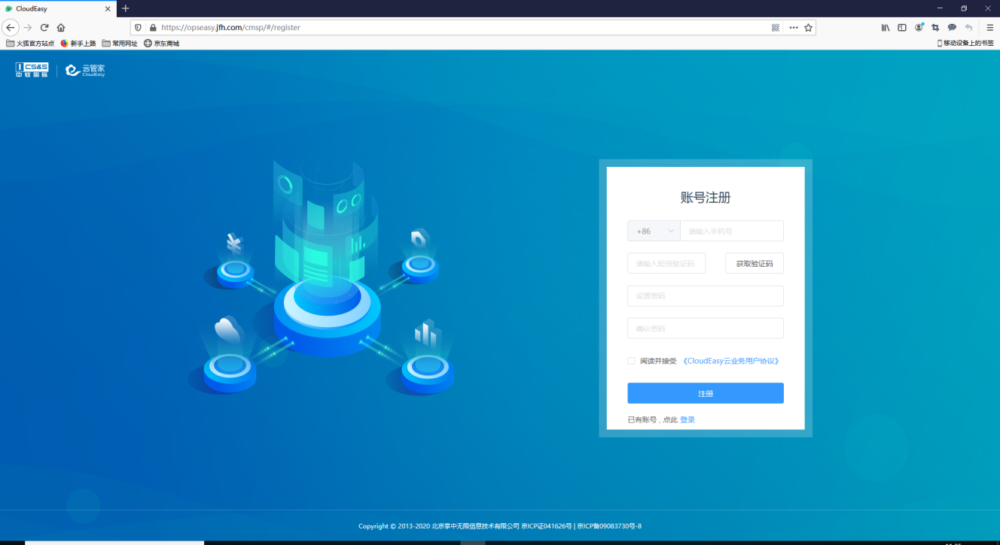 CloudEasy
https://opseasy.jfh.com/cmsp/#/register
火狐官方站点 新手上路 常用网址 京东商城 移动设备上的书签
CS&S 云管家
中软国际 CloudEasy
账号注册
+86 请输入手机号
请输入短信验证码 获取验证码
设置密码
确认密码
阅读并接受 《CloudEasy云业务用户协议》
注册
已有账号，点此 登录
Copyright © 2013-2020 北京掌中无限信息技术有限公司 京ICP证041626号 | 京ICP备09083730号-8